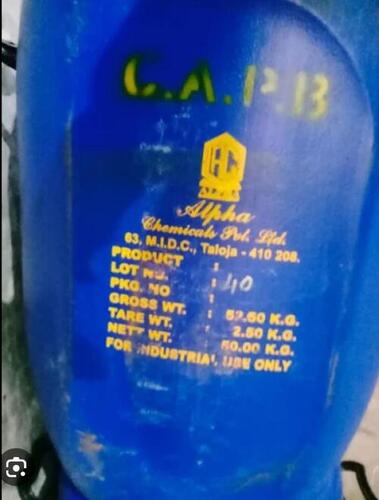 C.A.P.B
ALPHA
Alpha
Chemicals Pvt. Ltd.
63, M.I.D.C., Taloja - 410 208.
PRODUCT :
LOT NO. :
PKG. NO : 40
GROSS WT. : 52.50 K.G.
TARE WT. : 2.50 K.G.
NETT WT. : 50.00 K.G.
FOR INDUSTRIAL USE ONLY